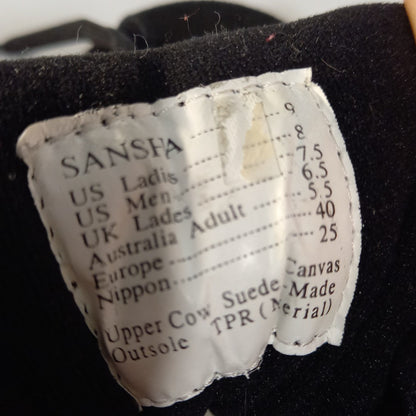 SANSHA 9
US Ladis 8
US Men 7.5
UK Lades 6.5
Australia Adult 5.5
Europe 40
Nippon 25
Upper Cow Suede Canvas
Outsole TPR -Made